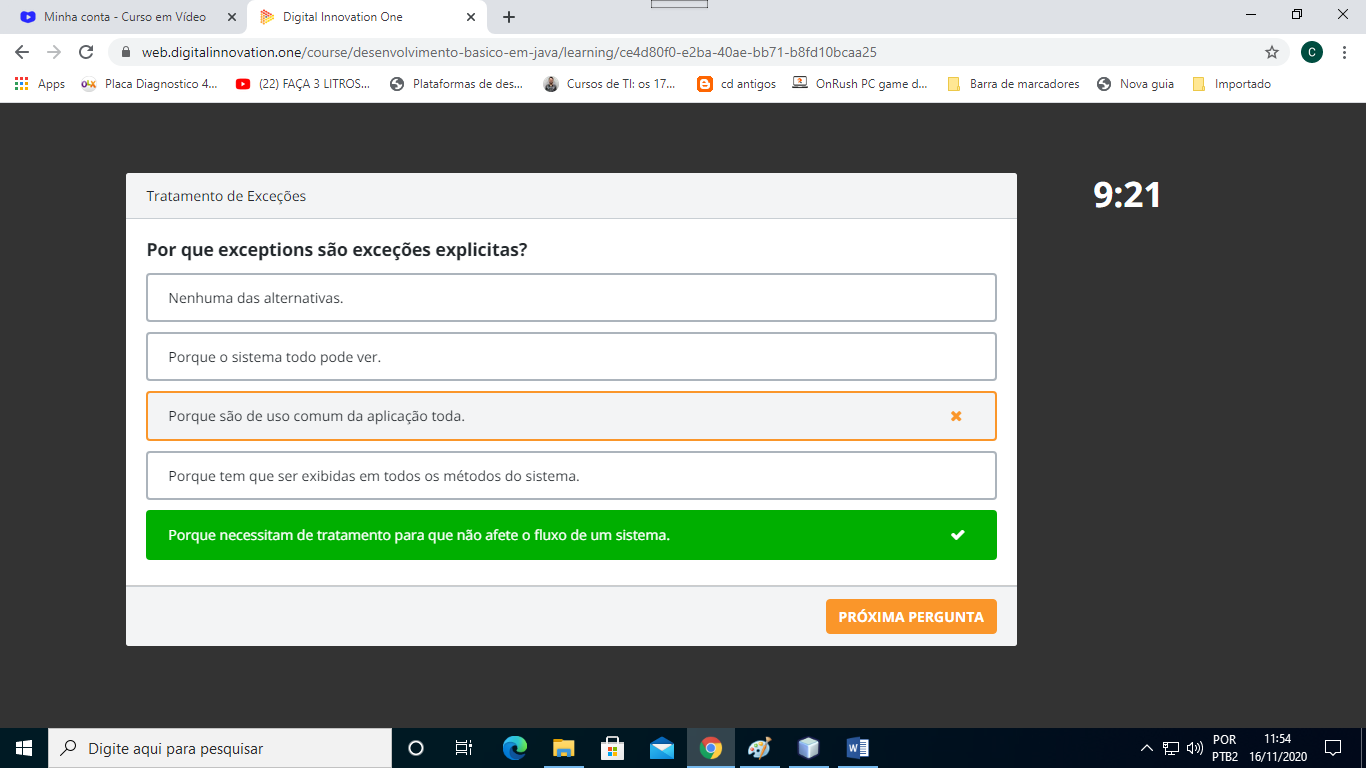 Minha conta - Curso em Vídeo
Digital Innovation One
web.digitalinnovation.one/course/desenvolvimento-basico-em-java/learning/ce4d80f0-e2ba-40ae-bb71-b8fd10bcaa25
C
Apps
OLX
Placa Diagnostico 4...
(22) FAÇA 3 LITROS...
Plataformas de des...
Cursos de TI: os 17...
cd antigos
OnRush PC game d...
Barra de marcadores
Nova guia
Importado
Tratamento de Exceções
9:21
Por que exceptions são exceções explicitas?
Nenhuma das alternativas.
Porque o sistema todo pode ver.
Porque são de uso comum da aplicação toda.
Porque tem que ser exibidas em todos os métodos do sistema.
Porque necessitam de tratamento para que não afete o fluxo de um sistema.
PRÓXIMA PERGUNTA
Digite aqui para pesquisar
POR
PTB2
11:54
16/11/2020